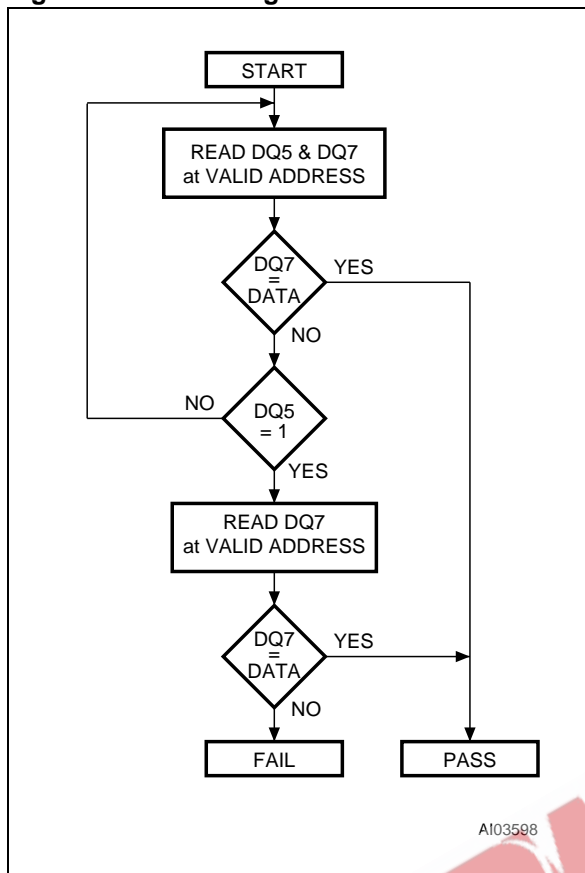 START
READ DQ5 & DQ7
at VALID ADDRESS
DQ7
=
DATA
YES
NO
DQ5
= 1
NO
YES
READ DQ7
at VALID ADDRESS
DQ7
=
DATA
YES
NO
FAIL
PASS
AI03598